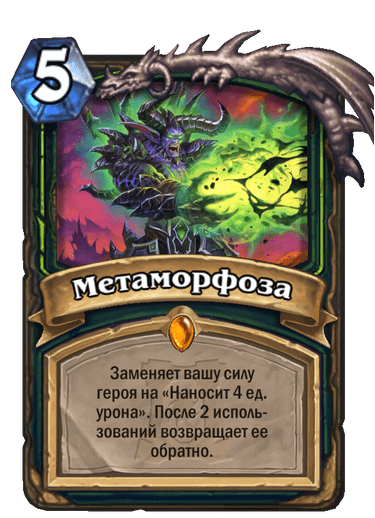 5
Метаморфоза
Заменяет вашу силу
героя на «Наносит 4 ед.
урона». После 2 исполь-
зований возвращает ее
обратно.